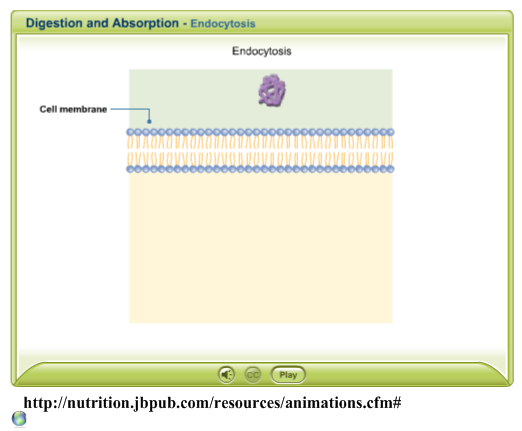 Digestion and Absorption - Endocytosis
Endocytosis
Cell membrane
CC
Play
http://nutrition.jbpub.com/resources/animations.cfm#